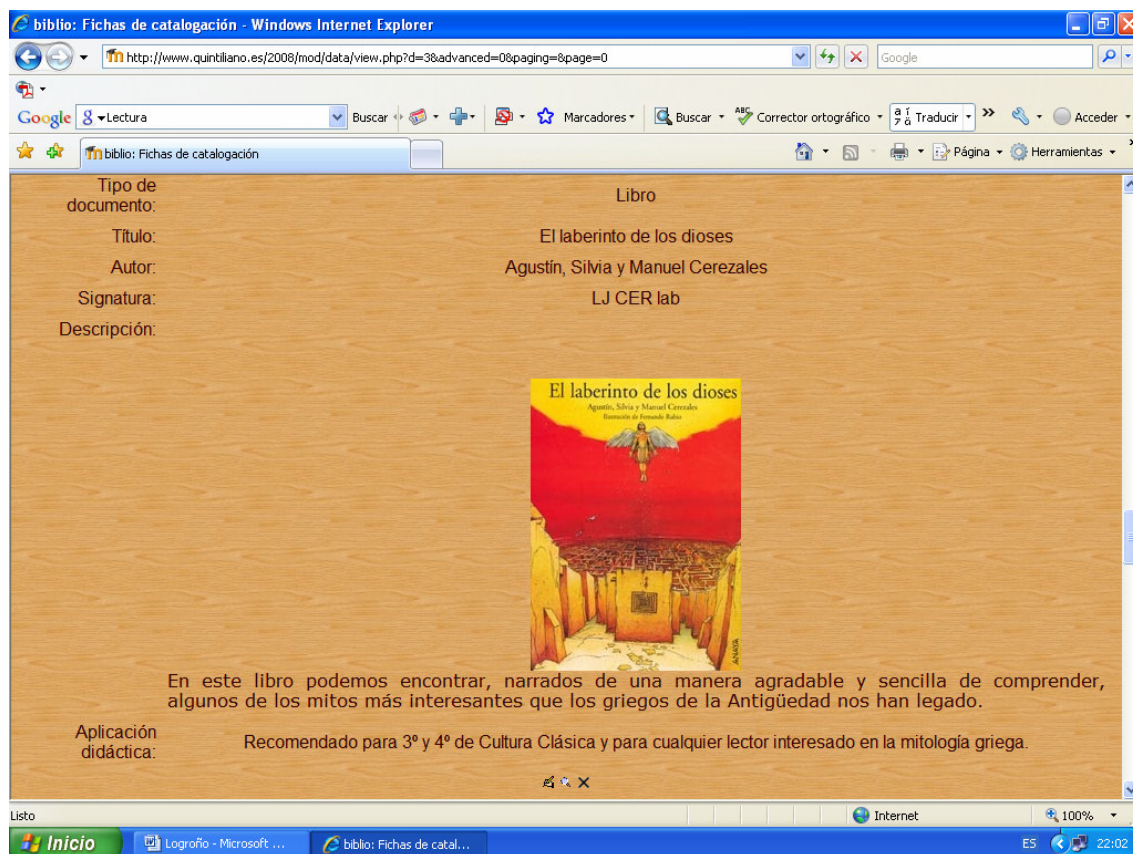 biblio: Fichas de catalogación - Windows Internet Explorer
http://www.quintiliano.es/2008/mod/data/view.php?d=3&advanced=0&paging=&page=0
Google
Google Lectura Buscar Marcadores Buscar Corrector ortográfico Traducir Acceder
biblio: Fichas de catalogación Página Herramientas
Tipo de
documento:
Libro
Título: El laberinto de los dioses
Autor: Agustín, Silvia y Manuel Cerezales
Signatura: LJ CER lab
Descripción:
El laberinto de los dioses
Agustín, Silvia y Manuel Cerezales
Ilustración de Fernando Rubio
ANAYA
En este libro podemos encontrar, narrados de una manera agradable y sencilla de comprender,
algunos de los mitos más interesantes que los griegos de la Antigüedad nos han legado.
Aplicación
didáctica:
Recomendado para 3º y 4º de Cultura Clásica y para cualquier lector interesado en la mitología griega.
Listo Internet 100%
Inicio Logroño - Microsoft ... biblio: Fichas de catal... ES 22:02